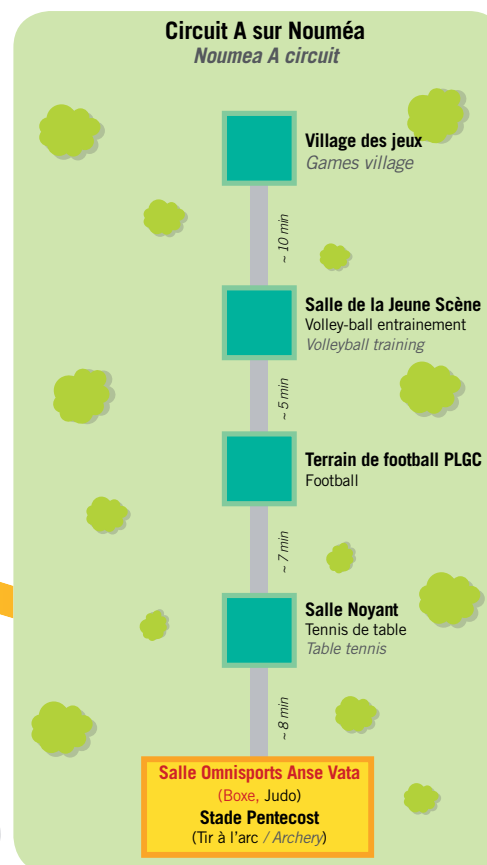 Circuit A sur Nouméa
Noumea A circuit
Village des jeux
Games village
~ 10 min
Salle de la Jeune Scène
Volley-ball entrainement
Volleyball training
~ 5 min
Terrain de football PLGC
Football
~ 7 min
Salle Noyant
Tennis de table
Table tennis
~ 8 min
Salle Omnisports Anse Vata
(Boxe, Judo)
Stade Pentecost
(Tir à l'arc / Archery)